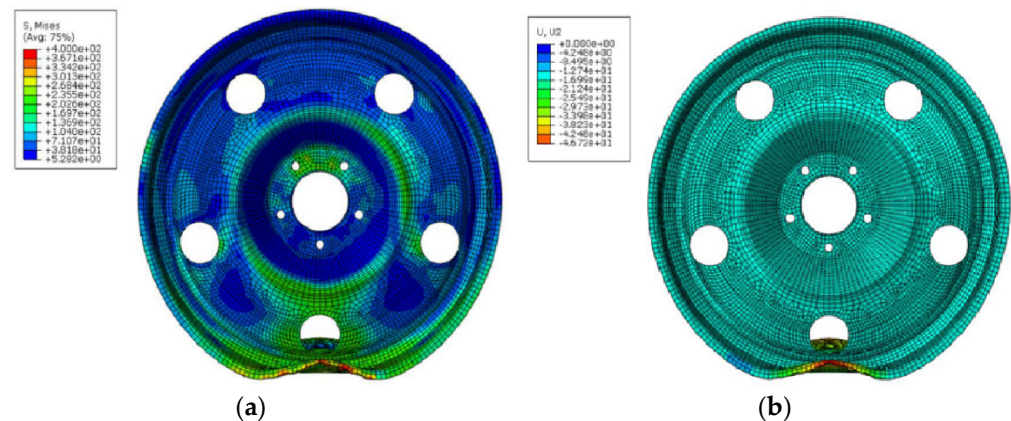 S, Mises
(Avg: 75%)
+4.000e+02
+3.671e+02
+3.342e+02
+3.013e+02
+2.684e+02
+2.355e+02
+2.026e+02
+1.697e+02
+1.369e+02
+1.040e+02
+7.107e+01
+3.818e+01
+5.282e+00
U, U2
+0.000e+00
-4.248e+00
-8.495e+00
-1.274e+01
-1.699e+01
-2.124e+01
-2.549e+01
-2.973e+01
-3.398e+01
-3.823e+01
-4.248e+01
-4.672e+01
(a)
(b)